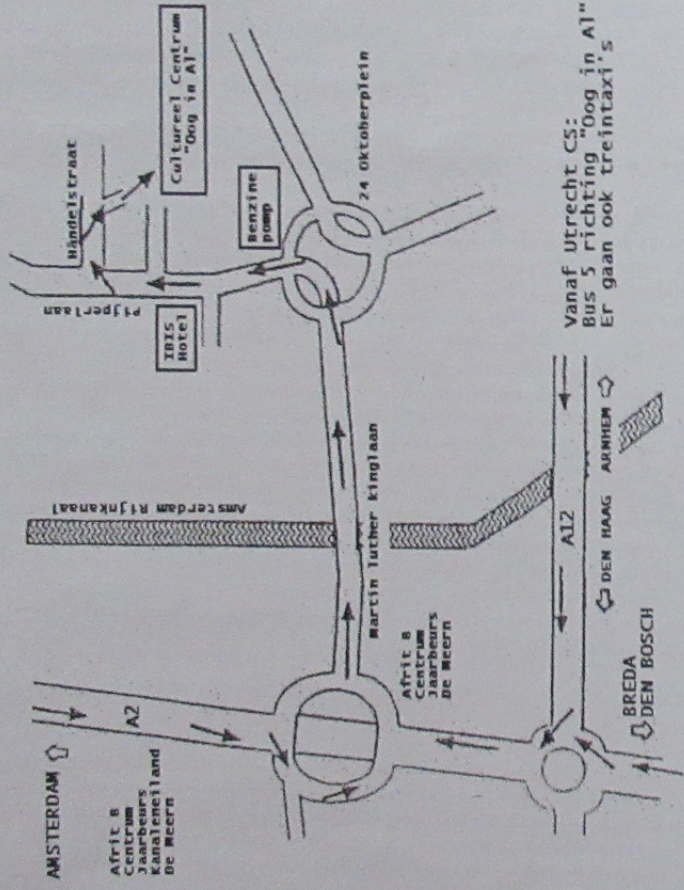 AMSTERDAM
Afrit 8
Centrum
Jaarbeurs
Kanaleneiland
De Meern
A2
Amsterdam Rijnkanaal
Pijperlaan
Händelstraat
Cultureel Centrum
"Oog in Al"
IBIS
Hotel
Benzine
pomp
24 Oktoberplein
Martin luther kinglaan
Afrit 8
Centrum
Jaarbeurs
De Meern
A12
DEN HAAG ARNHEM
BREDA
DEN BOSCH
Vanaf Utrecht CS:
Bus 5 richting "Oog in Al"
Er gaan ook treintaxi's